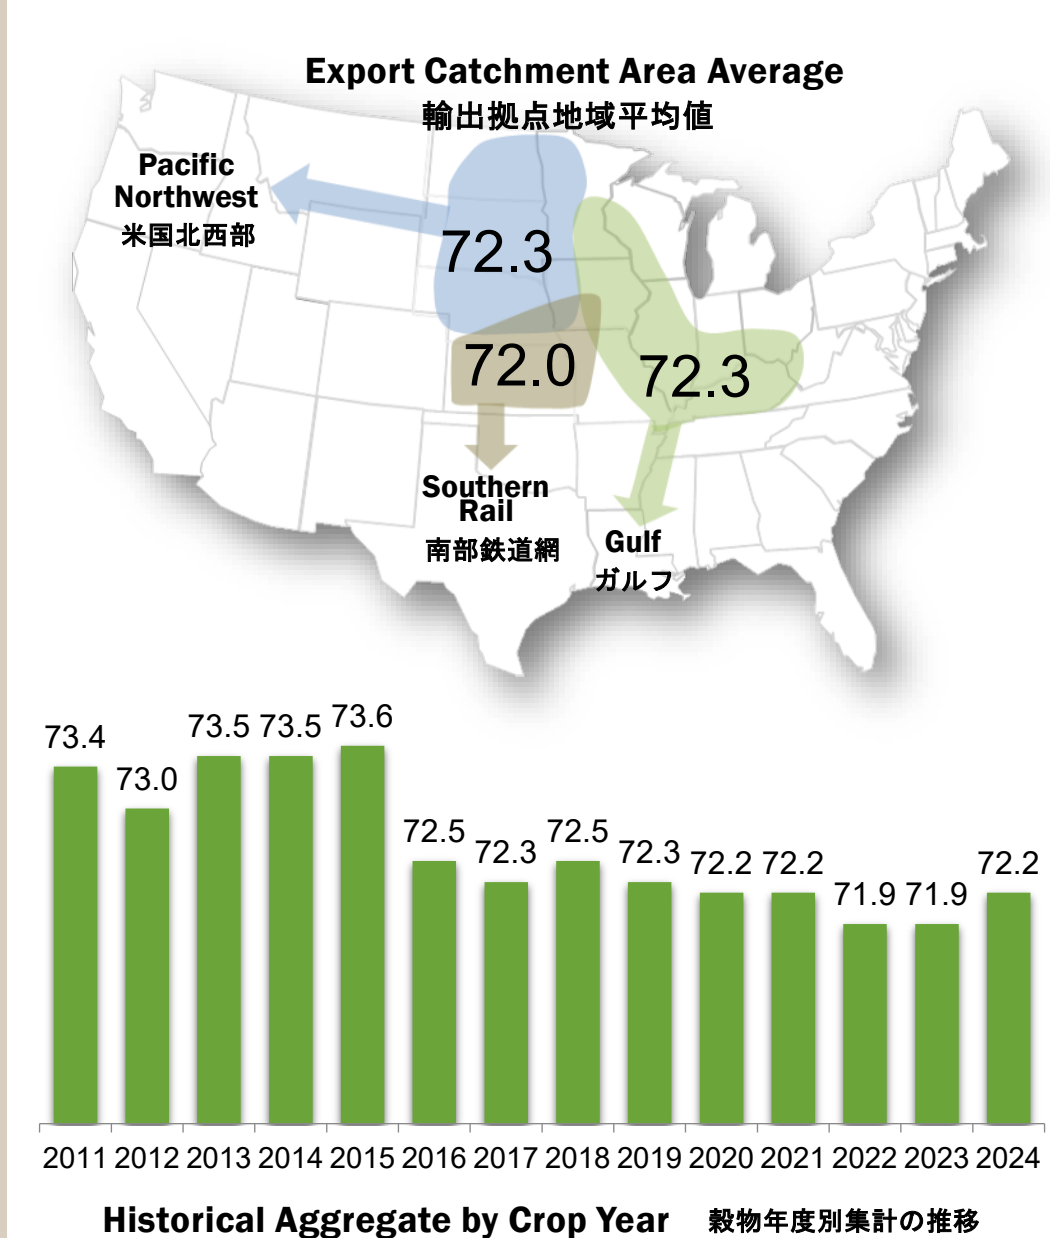 Export Catchment Area Average
輸出拠点地域平均値
Pacific
Northwest
米国北西部
72.3
72.0
72.3
Southern
Rail
南部鉄道網
Gulf
ガルフ
73.4
73.0
73.5
73.5
73.6
72.5
72.3
72.5
72.3
72.2
72.2
71.9
71.9
72.2
2011 2012 2013 2014 2015 2016 2017 2018 2019 2020 2021 2022 2023 2024
Historical Aggregate by Crop Year 穀物年度別集計の推移